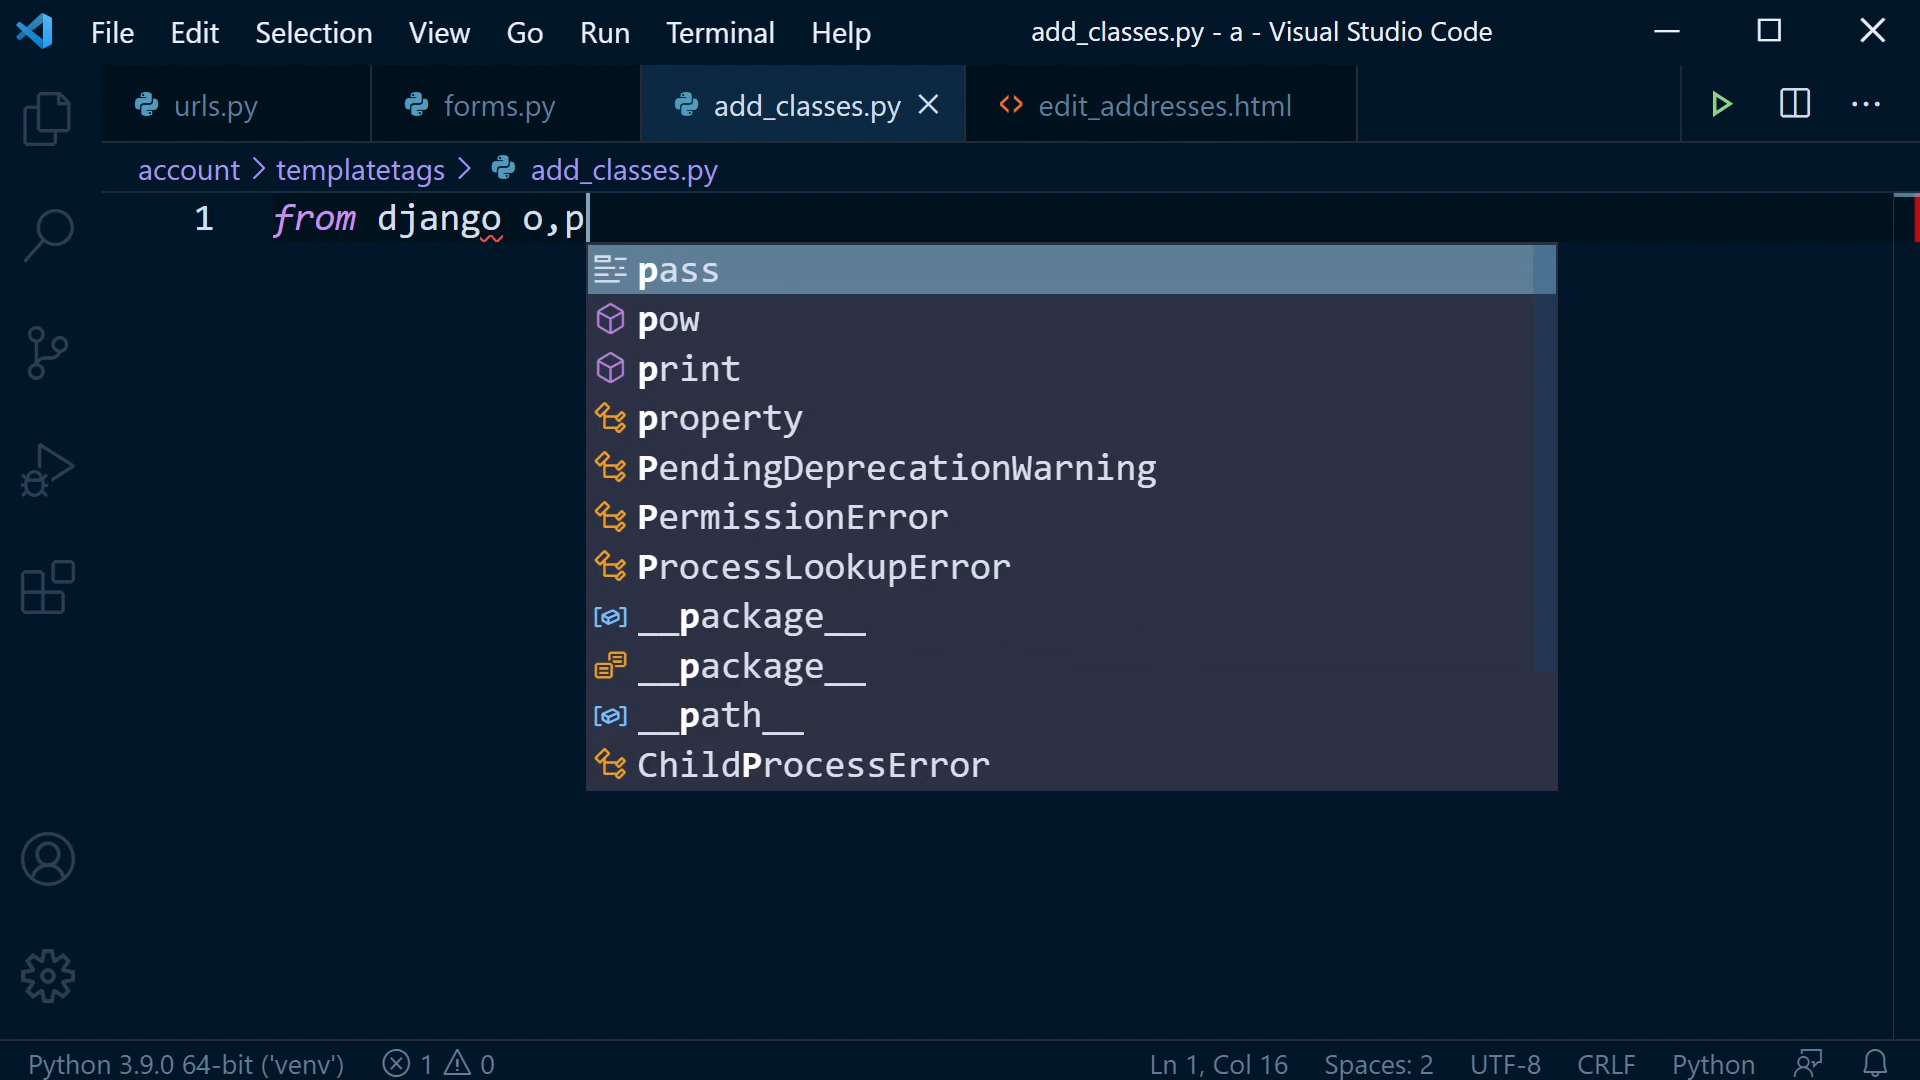 File Edit Selection View Go Run Terminal Help add_classes.py - a - Visual Studio Code
urls.py forms.py add_classes.py edit_addresses.html
account > templatetags > add_classes.py
1 from django o,p
pass
pow
print
property
PendingDeprecationWarning
PermissionError
ProcessLookupError
__package__
__package__
__path__
ChildProcessError
Python 3.9.0 64-bit ('venv') 1 0 Ln 1, Col 16 Spaces: 2 UTF-8 CRLF Python